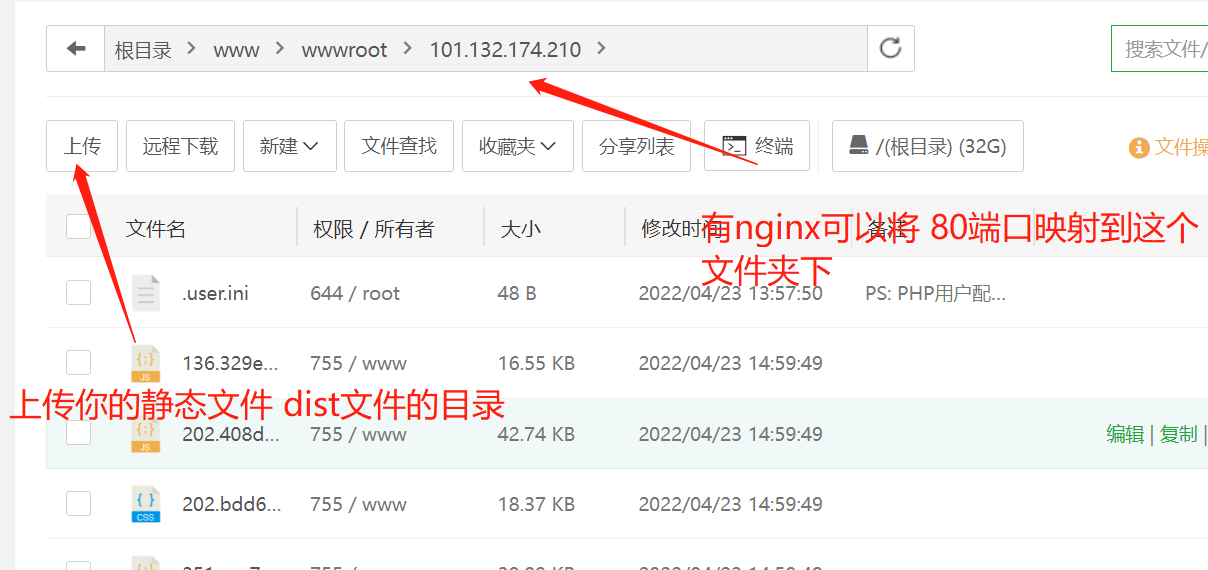 根目录 www wwwroot 101.132.174.210
搜索文件/
上传 远程下载 新建 文件查找 收藏夹 分享列表 终端 /(根目录) (32G) 文件操
文件名 权限 / 所有者 大小 修改时间 备注
有nginx可以将 80端口映射到这个
文件夹下
.user.ini 644 / root 48 B 2022/04/23 13:57:50 PS: PHP用户配...
JS 136.329e... 755 / www 16.55 KB 2022/04/23 14:59:49
上传你的静态文件 dist文件的目录
JS 202.408d... 755 / www 42.74 KB 2022/04/23 14:59:49 编辑 | 复制 |
CSS 202.bdd6... 755 / www 18.37 KB 2022/04/23 14:59:49